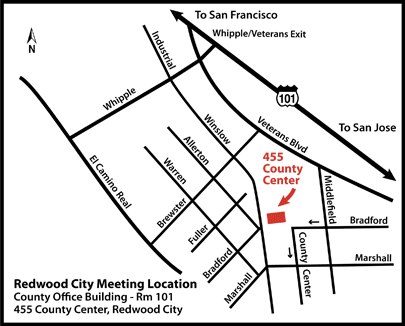 To San Francisco
Whipple/Veterans Exit
N
Industrial
101
Whipple
Winslow
Veterans Blvd
To San Jose
Allerton
455
County
Center
Warren
El Camino Real
Middlefield
Brewster
Bradford
Fuller
County
Center
Marshall
Bradford
Marshall
Redwood City Meeting Location
County Office Building - Rm 101
455 County Center, Redwood City